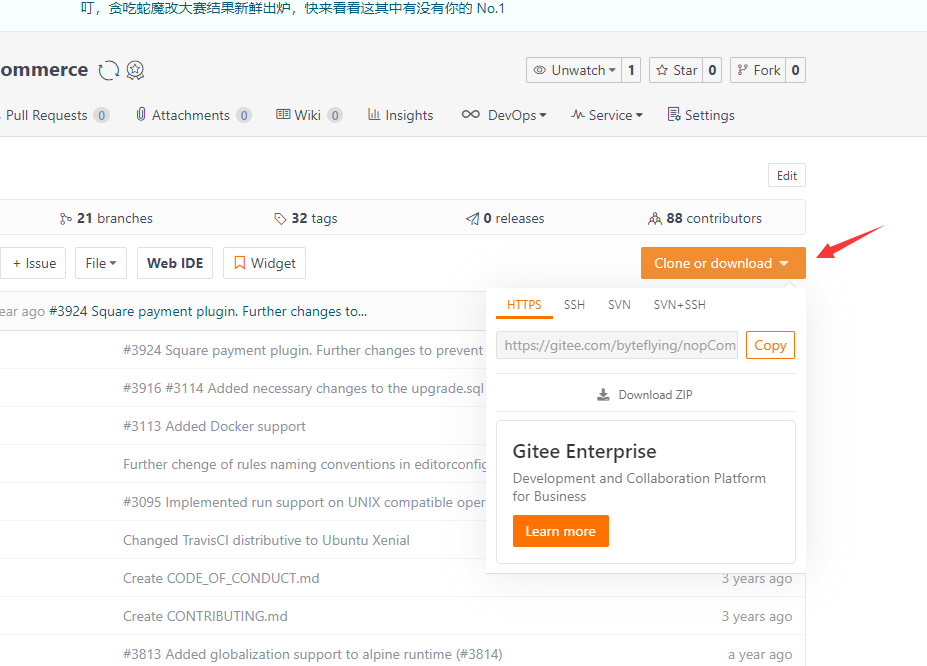 叮，贪吃蛇魔改大赛结果新鲜出炉，快来看看这其中有没有你的 No.1
ommerce
Unwatch 1 Star 0 Fork 0
Pull Requests 0 Attachments 0 Wiki 0 Insights DevOps Service Settings
Edit
21 branches 32 tags 0 releases 88 contributors
+ Issue File Web IDE Widget Clone or download
HTTPS SSH SVN SVN+SSH
ear ago #3924 Square payment plugin. Further changes to...
https://gitee.com/byteflying/nopCom Copy
#3924 Square payment plugin. Further changes to prevent
#3916 #3114 Added necessary changes to the upgrade.sql
Download ZIP
#3113 Added Docker support
Gitee Enterprise
Further chenge of rules naming conventions in editorconfig
Development and Collaboration Platform
for Business
#3095 Implemented run support on UNIX compatible oper
Learn more
Changed TravisCI distributive to Ubuntu Xenial
Create CODE_OF_CONDUCT.md 3 years ago
Create CONTRIBUTING.md 3 years ago
#3813 Added globalization support to alpine runtime (#3814) a year ago